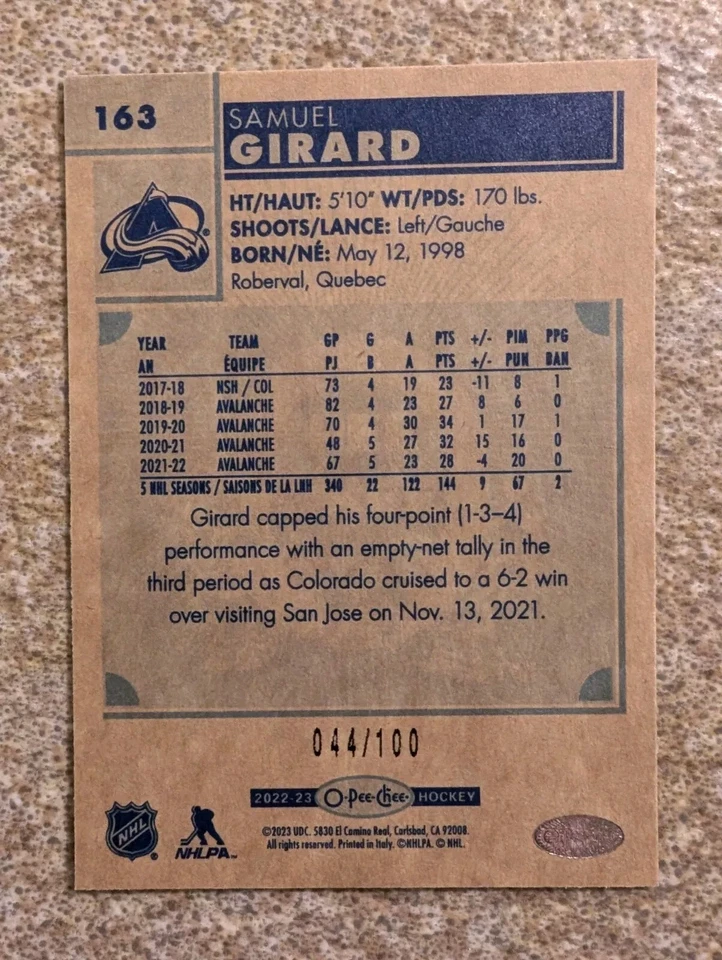 163
SAMUEL
GIRARD
HT/HAUT: 5'10" WT/PDS: 170 lbs.
SHOOTS/LANCE: Left/Gauche
BORN/NÉ: May 12, 1998
Roberval, Quebec
YEAR TEAM GP G A PTS +/- PIM PPG
AN ÉQUIPE PJ B A PTS +/- PUN BAN
2017-18 NSH / COL 73 4 19 23 -11 8 1
2018-19 AVALANCHE 82 4 23 27 8 6 0
2019-20 AVALANCHE 70 4 30 34 1 17 1
2020-21 AVALANCHE 48 5 27 32 15 16 0
2021-22 AVALANCHE 67 5 23 28 -4 20 0
5 NHL SEASONS / SAISONS DE LA LNH 340 22 122 144 9 67 2
Girard capped his four-point (1-3–4)
performance with an empty-net tally in the
third period as Colorado cruised to a 6-2 win
over visiting San Jose on Nov. 13, 2021.
044/100
2022-23 O-Pee-Chee HOCKEY
NHL
NHLPA™
©2023 UDC. 5830 El Camino Real, Carlsbad, CA 92008.
All rights reserved. Printed in Italy. ©NHLPA. © NHL.